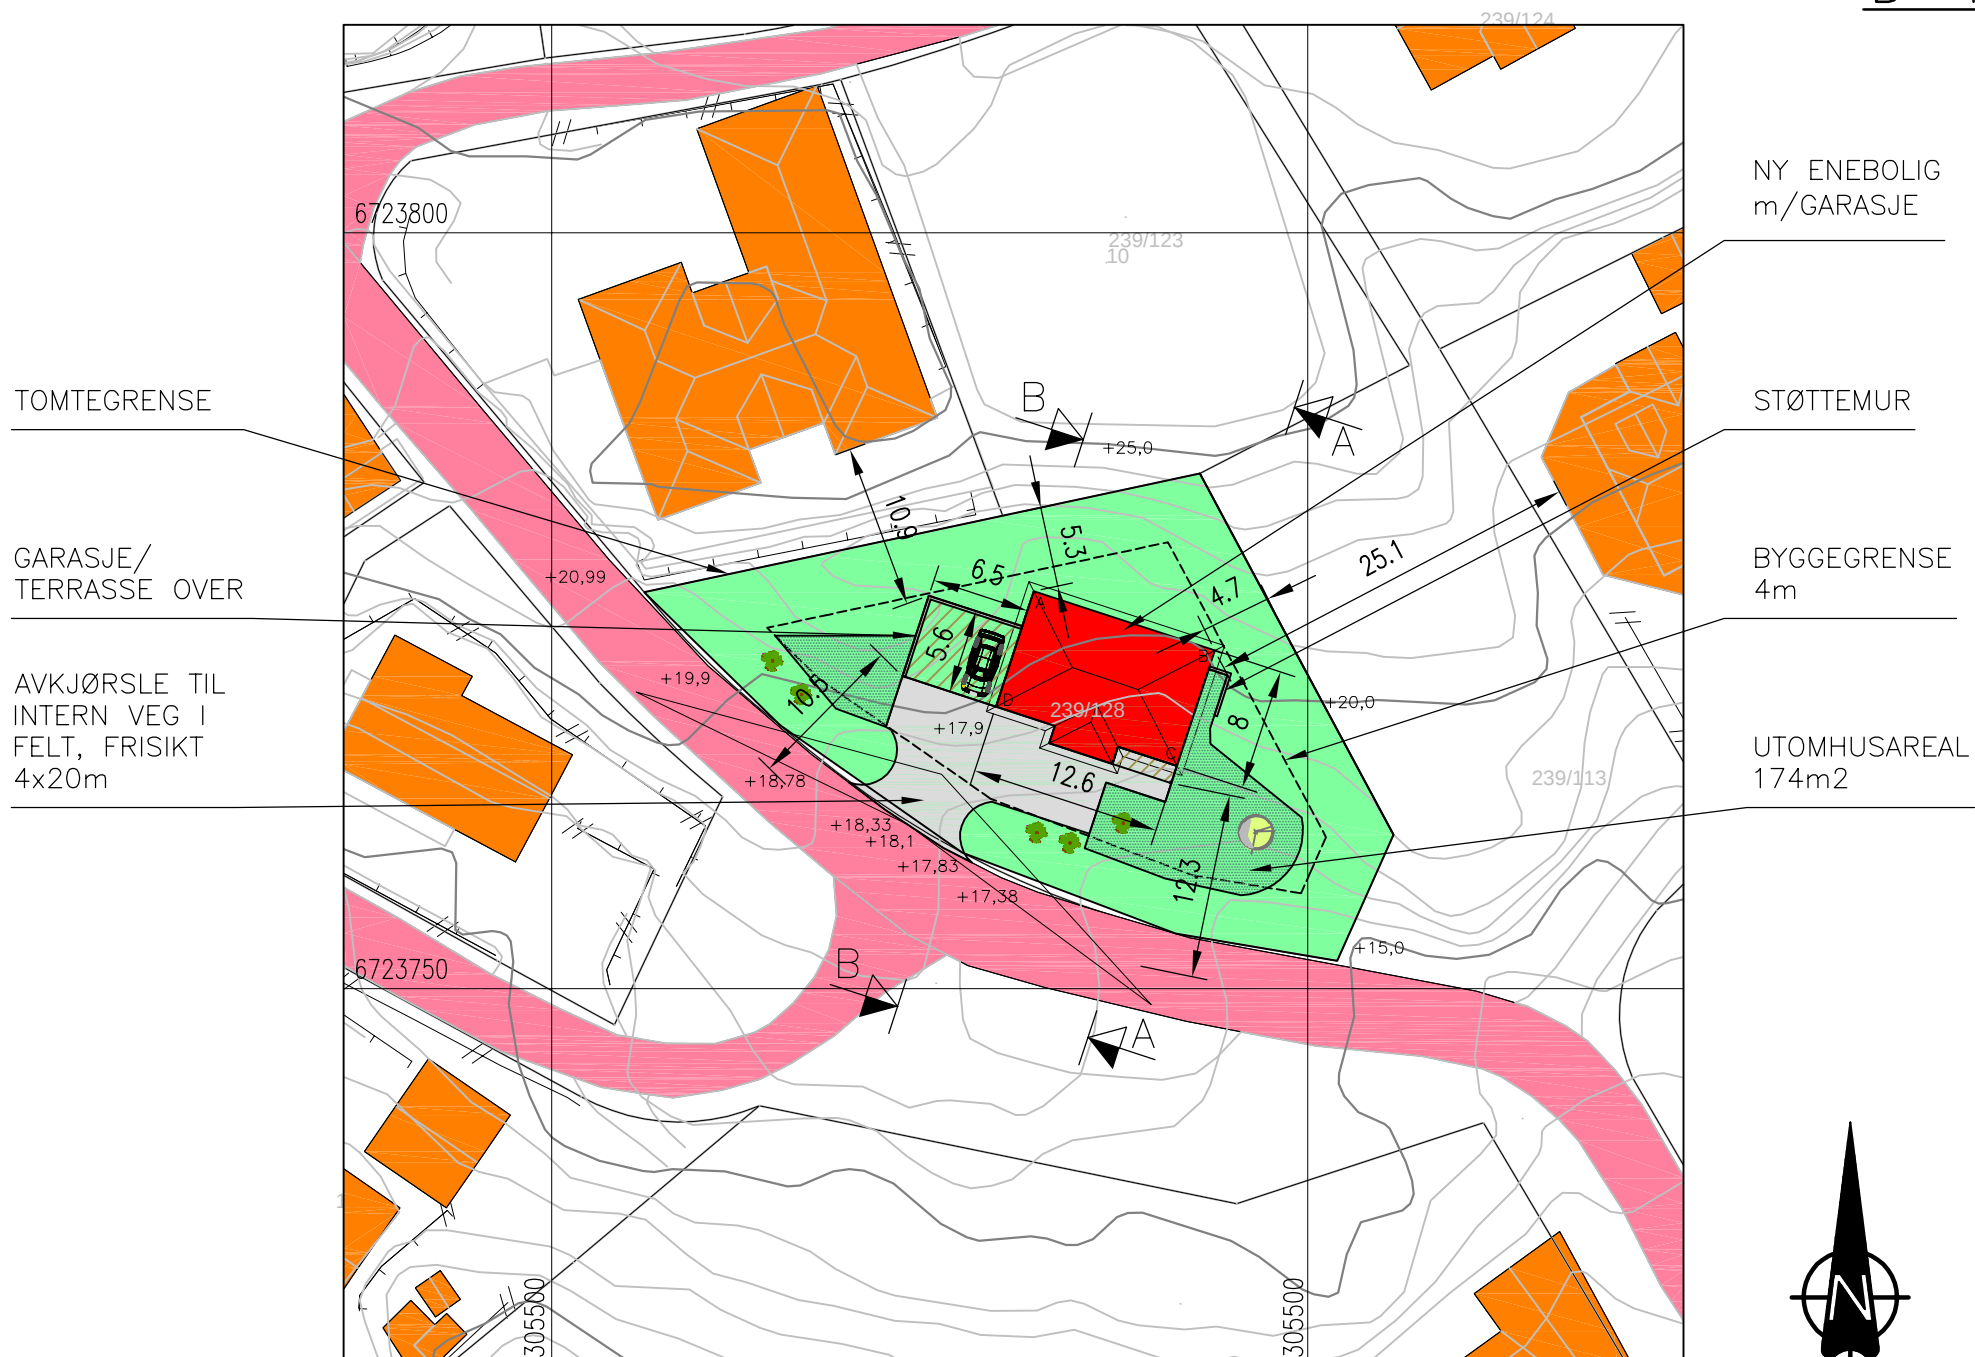 239/124
NY ENEBOLIG
m/GARASJE
6723800
239/123
10
TOMTEGRENSE
B
A
STØTTEMUR
+25,0
10.9
5.3
25.1
GARASJE/
TERRASSE OVER
+20,99
6.5
4.7
BYGGEGRENSE
4m
A
5.6
B
AVKJØRSLE TIL
INTERN VEG I
FELT, FRISIKT
4x20m
+19,9
10.5
D
239/128
+20,0
+17,9
8
C
UTOMHUSAREAL
174m2
+18,78
12.6
239/113
+18,33
+18,1
+17,83
12.3
+17,38
+15,0
B
6723750
A
305500
305500
N